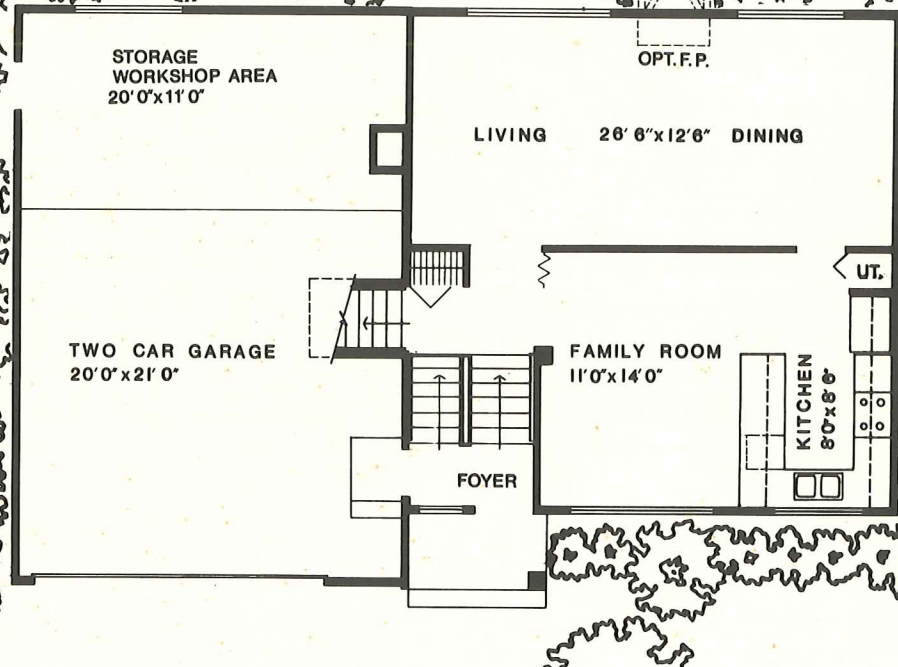 STORAGE
WORKSHOP AREA
20'0"x11'0"
OPT. F.P.
LIVING 26'6"x12'6" DINING
UT.
TWO CAR GARAGE
20'0"x21'0"
FAMILY ROOM
11'0"x14'0"
KITCHEN
8'0"x8'6"
FOYER